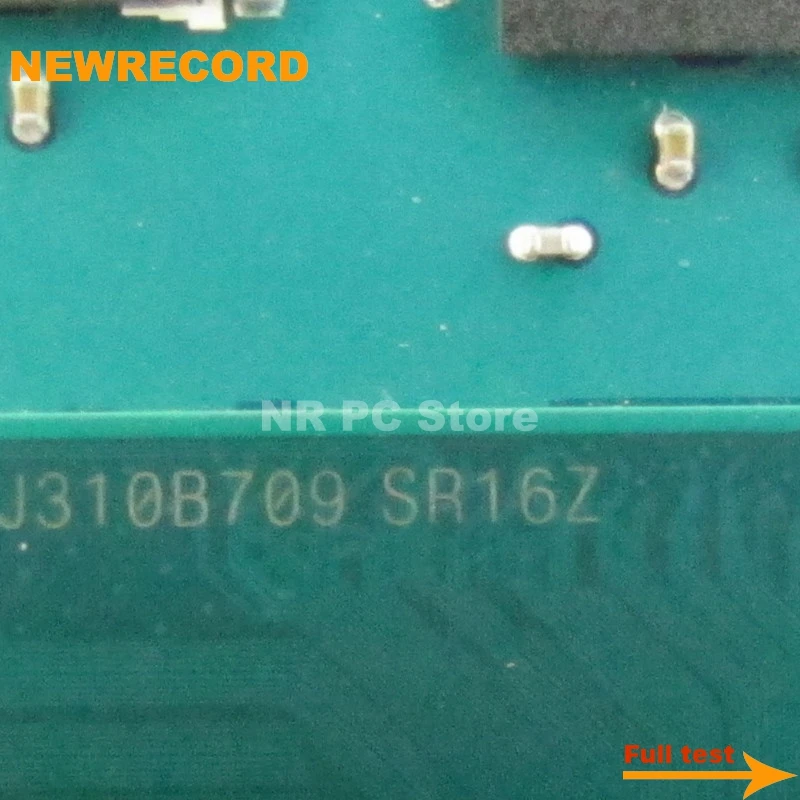 NEWRECORD
NR PC Store
J310B709 SR16Z
Full test